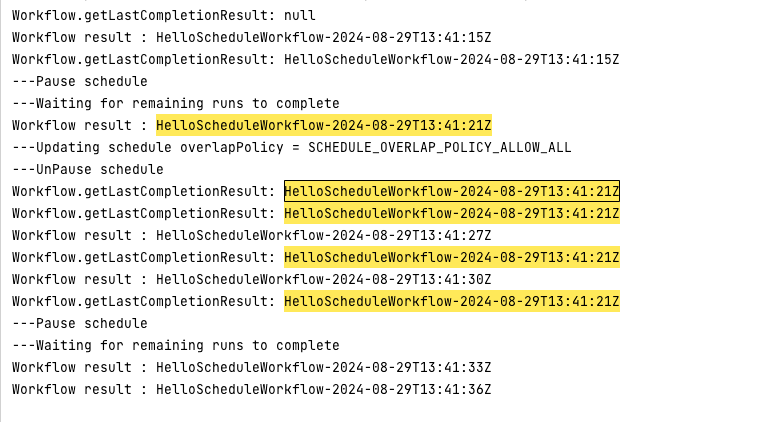 Workflow.getLastCompletionResult: null
Workflow result : HelloScheduleWorkflow-2024-08-29T13:41:15Z
Workflow.getLastCompletionResult: HelloScheduleWorkflow-2024-08-29T13:41:15Z
---Pause schedule
---Waiting for remaining runs to complete
Workflow result : HelloScheduleWorkflow-2024-08-29T13:41:21Z
---Updating schedule overlapPolicy = SCHEDULE_OVERLAP_POLICY_ALLOW_ALL
---UnPause schedule
Workflow.getLastCompletionResult: HelloScheduleWorkflow-2024-08-29T13:41:21Z
Workflow.getLastCompletionResult: HelloScheduleWorkflow-2024-08-29T13:41:21Z
Workflow result : HelloScheduleWorkflow-2024-08-29T13:41:27Z
Workflow.getLastCompletionResult: HelloScheduleWorkflow-2024-08-29T13:41:21Z
Workflow result : HelloScheduleWorkflow-2024-08-29T13:41:30Z
Workflow.getLastCompletionResult: HelloScheduleWorkflow-2024-08-29T13:41:21Z
---Pause schedule
---Waiting for remaining runs to complete
Workflow result : HelloScheduleWorkflow-2024-08-29T13:41:33Z
Workflow result : HelloScheduleWorkflow-2024-08-29T13:41:36Z